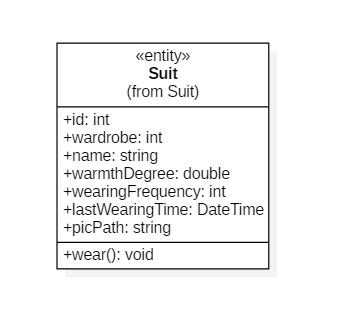 «entity»
Suit
(from Suit)
+id: int
+wardrobe: int
+name: string
+warmthDegree: double
+wearingFrequency: int
+lastWearingTime: DateTime
+picPath: string
+wear(): void